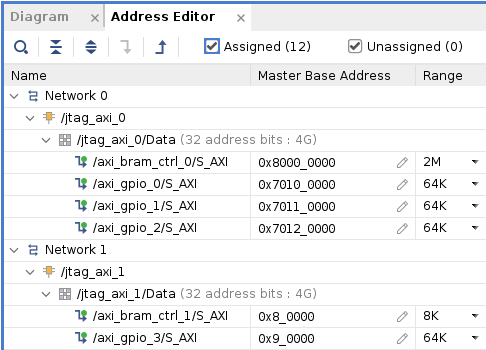 Diagram × Address Editor ×
Assigned (12) Unassigned (0)
Name Master Base Address Range
Network 0
/jtag_axi_0
/jtag_axi_0/Data (32 address bits : 4G)
/axi_bram_ctrl_0/S_AXI 0x8000_0000 2M
/axi_gpio_0/S_AXI 0x7010_0000 64K
/axi_gpio_1/S_AXI 0x7011_0000 64K
/axi_gpio_2/S_AXI 0x7012_0000 64K
Network 1
/jtag_axi_1
/jtag_axi_1/Data (32 address bits : 4G)
/axi_bram_ctrl_1/S_AXI 0x8_0000 8K
/axi_gpio_3/S_AXI 0x9_0000 64K